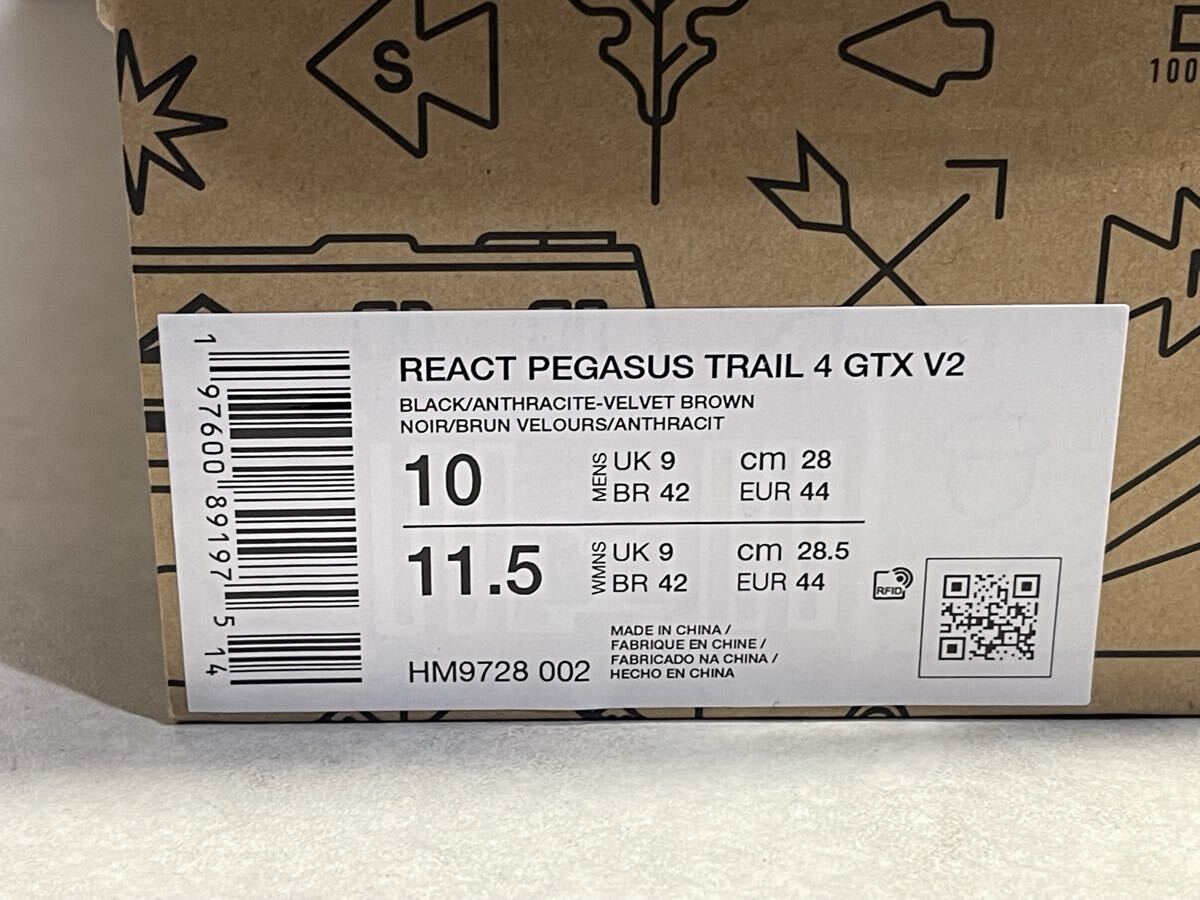 S
100
REACT PEGASUS TRAIL 4 GTX V2
BLACK/ANTHRACITE-VELVET BROWN
NOIR/BRUN VELOURS/ANTHRACIT
10
MENS
UK 9 cm 28
BR 42 EUR 44
11.5
WMNS
UK 9 cm 28.5
BR 42 EUR 44
RFID
HM9728 002
MADE IN CHINA /
FABRIQUE EN CHINE /
FABRICADO NA CHINA /
HECHO EN CHINA
1 97600 89197 5 14